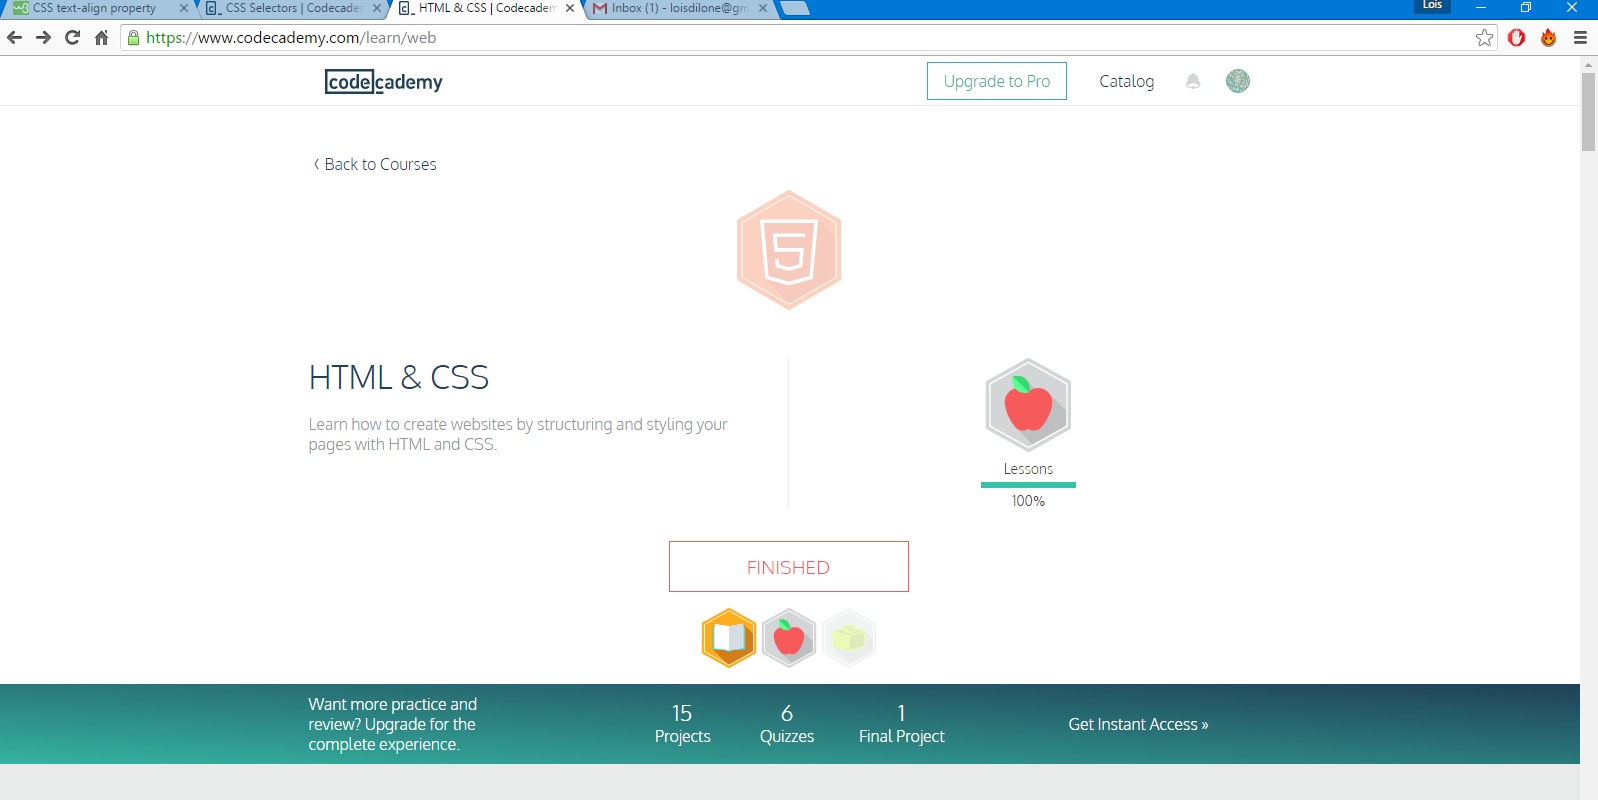 CSS text-align property
CSS Selectors | Codecader
HTML & CSS | Codecadem
Inbox (1) - loisdilone@gm
Lois
https://www.codecademy.com/learn/web
codecademy
Upgrade to Pro
Catalog
Back to Courses
HTML & CSS
Learn how to create websites by structuring and styling your
pages with HTML and CSS.
Lessons
100%
FINISHED
Want more practice and
review? Upgrade for the
complete experience.
15
Projects
6
Quizzes
1
Final Project
Get Instant Access »